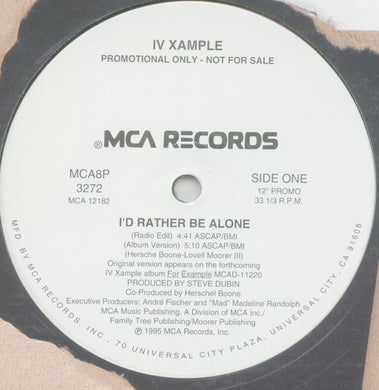 IV XAMPLE
PROMOTIONAL ONLY - NOT FOR SALE
®MCA RECORDS
MCA8P
3272
MCA 12182
SIDE ONE
12" PROMO
33 1/3 R.P.M.
I'D RATHER BE ALONE
(Radio Edit) 4:41 ASCAP/BMI
(Album Version) 5:10 ASCAP/BMI
(Hersche Boone-Lovell Moorer III)
Original version appears on the forthcoming
IV Xample album For Example MCAD-11220
PRODUCED BY STEVE DUBIN
Co-Produced by Herschel Boone
Executive Producers: André Fischer and "Mad" Madeline Randolph
MCA Music Publishing, A Division of MCA Inc./
Family Tree Publishing/Moorer Publishing
℗ 1995 MCA Records, Inc.
MFD. BY MCA RECORDS, INC., 70 UNIVERSAL CITY PLAZA, UNIVERSAL CITY, CA 91608